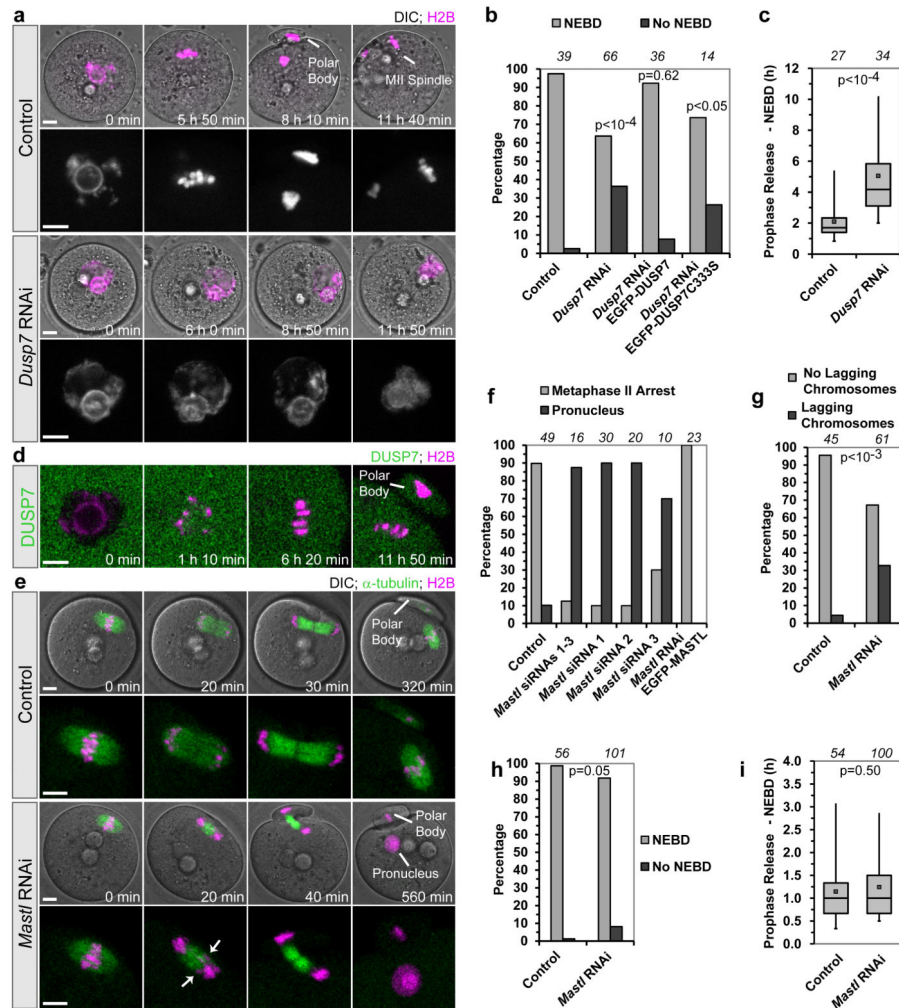 a
DIC; H2B
Control
Polar
Body
MII Spindle
0 min
5 h 50 min
8 h 10 min
11 h 40 min
Dusp7 RNAi
0 min
6 h 0 min
8 h 50 min
11 h 50 min
b
NEBD
No NEBD
39
66
36
14
p=0.62
p<10-4
p<0.05
Percentage
100
90
80
70
60
50
40
30
20
10
0
Control
Dusp7 RNAi
Dusp7 RNAi
EGFP-DUSP7
Dusp7 RNAi
EGFP-DUSP7C333S
c
27
34
p<10-4
Prophase Release - NEBD (h)
12
10
8
6
4
2
0
Control
Dusp7 RNAi
d
DUSP7; H2B
DUSP7
Polar
Body
0 min
1 h 10 min
6 h 20 min
11 h 50 min
e
DIC; α-tubulin; H2B
Control
Polar
Body
0 min
20 min
30 min
320 min
Mastl RNAi
Polar
Body
Pronucleus
0 min
20 min
40 min
560 min
f
Metaphase II Arrest
Pronucleus
49
16
30
20
10
23
Percentage
100
90
80
70
60
50
40
30
20
10
0
Control
Mastl siRNAs 1-3
Mastl siRNA 1
Mastl siRNA 2
Mastl siRNA 3
Mastl RNAi
EGFP-MASTL
g
No Lagging
Chromosomes
Lagging
Chromosomes
45
61
p<10-3
Percentage
100
90
80
70
60
50
40
30
20
10
0
Control
Mastl RNAi
h
56
101
p=0.05
Percentage
100
90
80
70
60
50
40
30
20
10
0
NEBD
No NEBD
Control
Mastl RNAi
i
54
100
p=0.50
Prophase Release - NEBD (h)
4.0
3.5
3.0
2.5
2.0
1.5
1.0
0.5
0.0
Control
Mastl RNAi